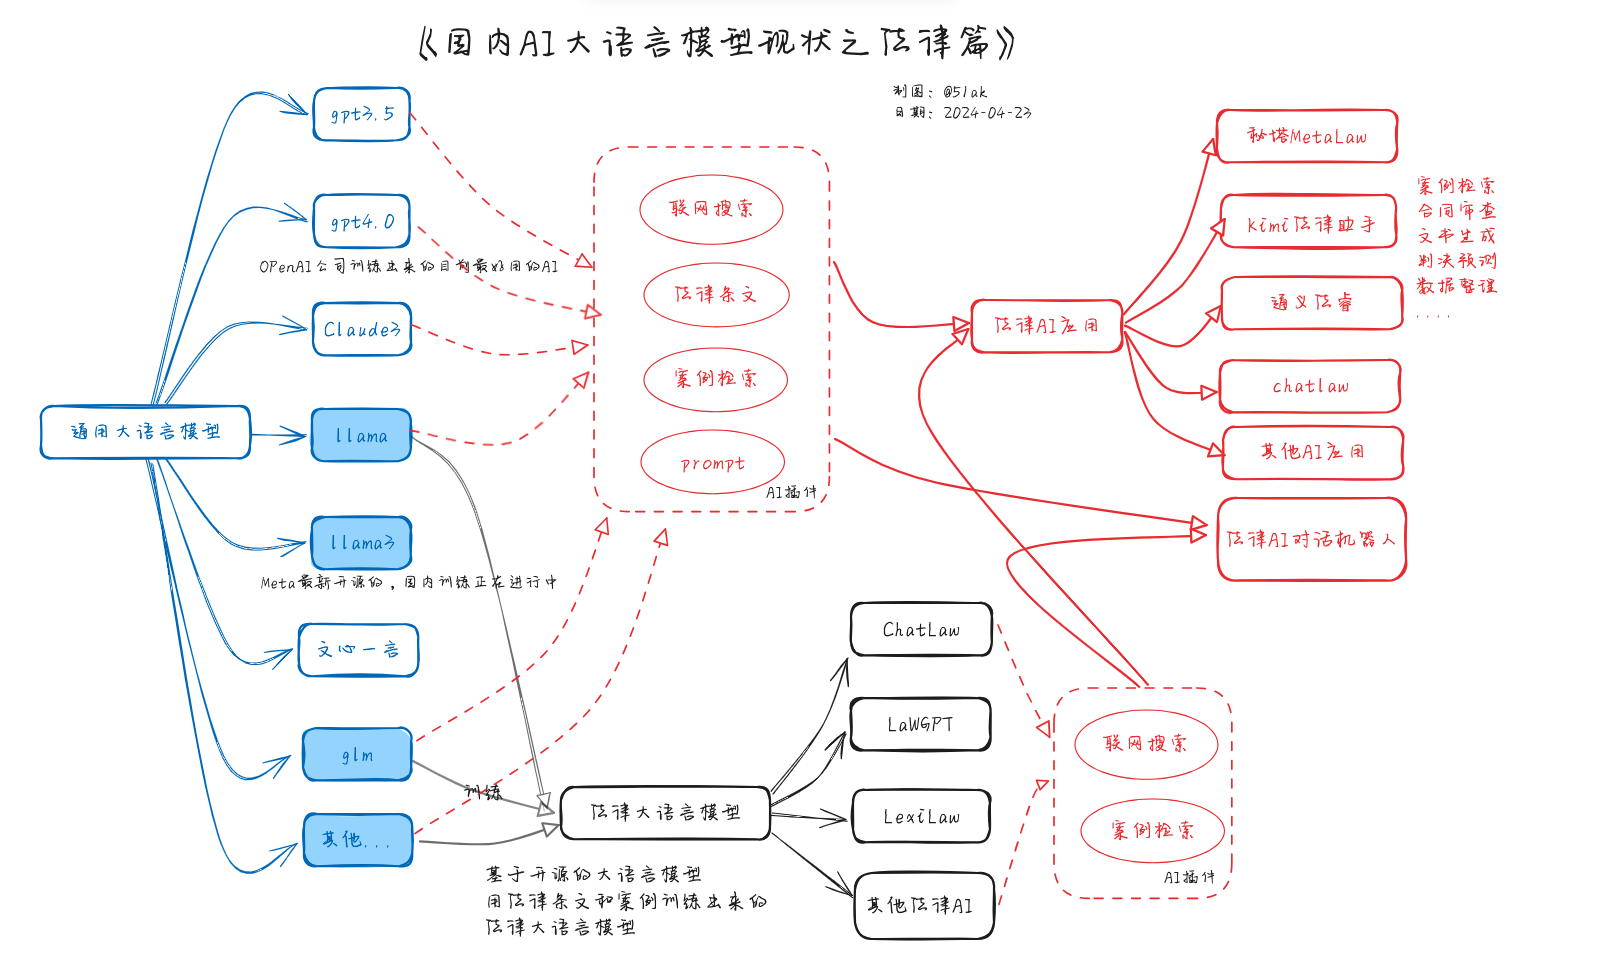 《国内AI大语言模型现状之法律篇》
制图：@51ak
日期：2024-04-23
通用大语言模型
gpt3.5
gpt4.0
OPenAI公司训练出来的目前最好用的AI
Claude3
llama
llama3
Meta最新开源的，国内训练正在进行中
文心一言
glm
其他...
训练
联网搜索
法律条文
案例检索
prompt
AI插件
法律大语言模型
基于开源的大语言模型
用法律条文和案例训练出来的
法律大语言模型
ChatLaw
LaWGPT
LexiLaw
其他法律AI
联网搜索
案例检索
AI插件
法律AI应用
秘塔MetaLaw
kimi法律助手
通义法睿
chatlaw
其他AI应用
法律AI对话机器人
案例检索
合同审查
文书生成
判决预测
数据整理
....